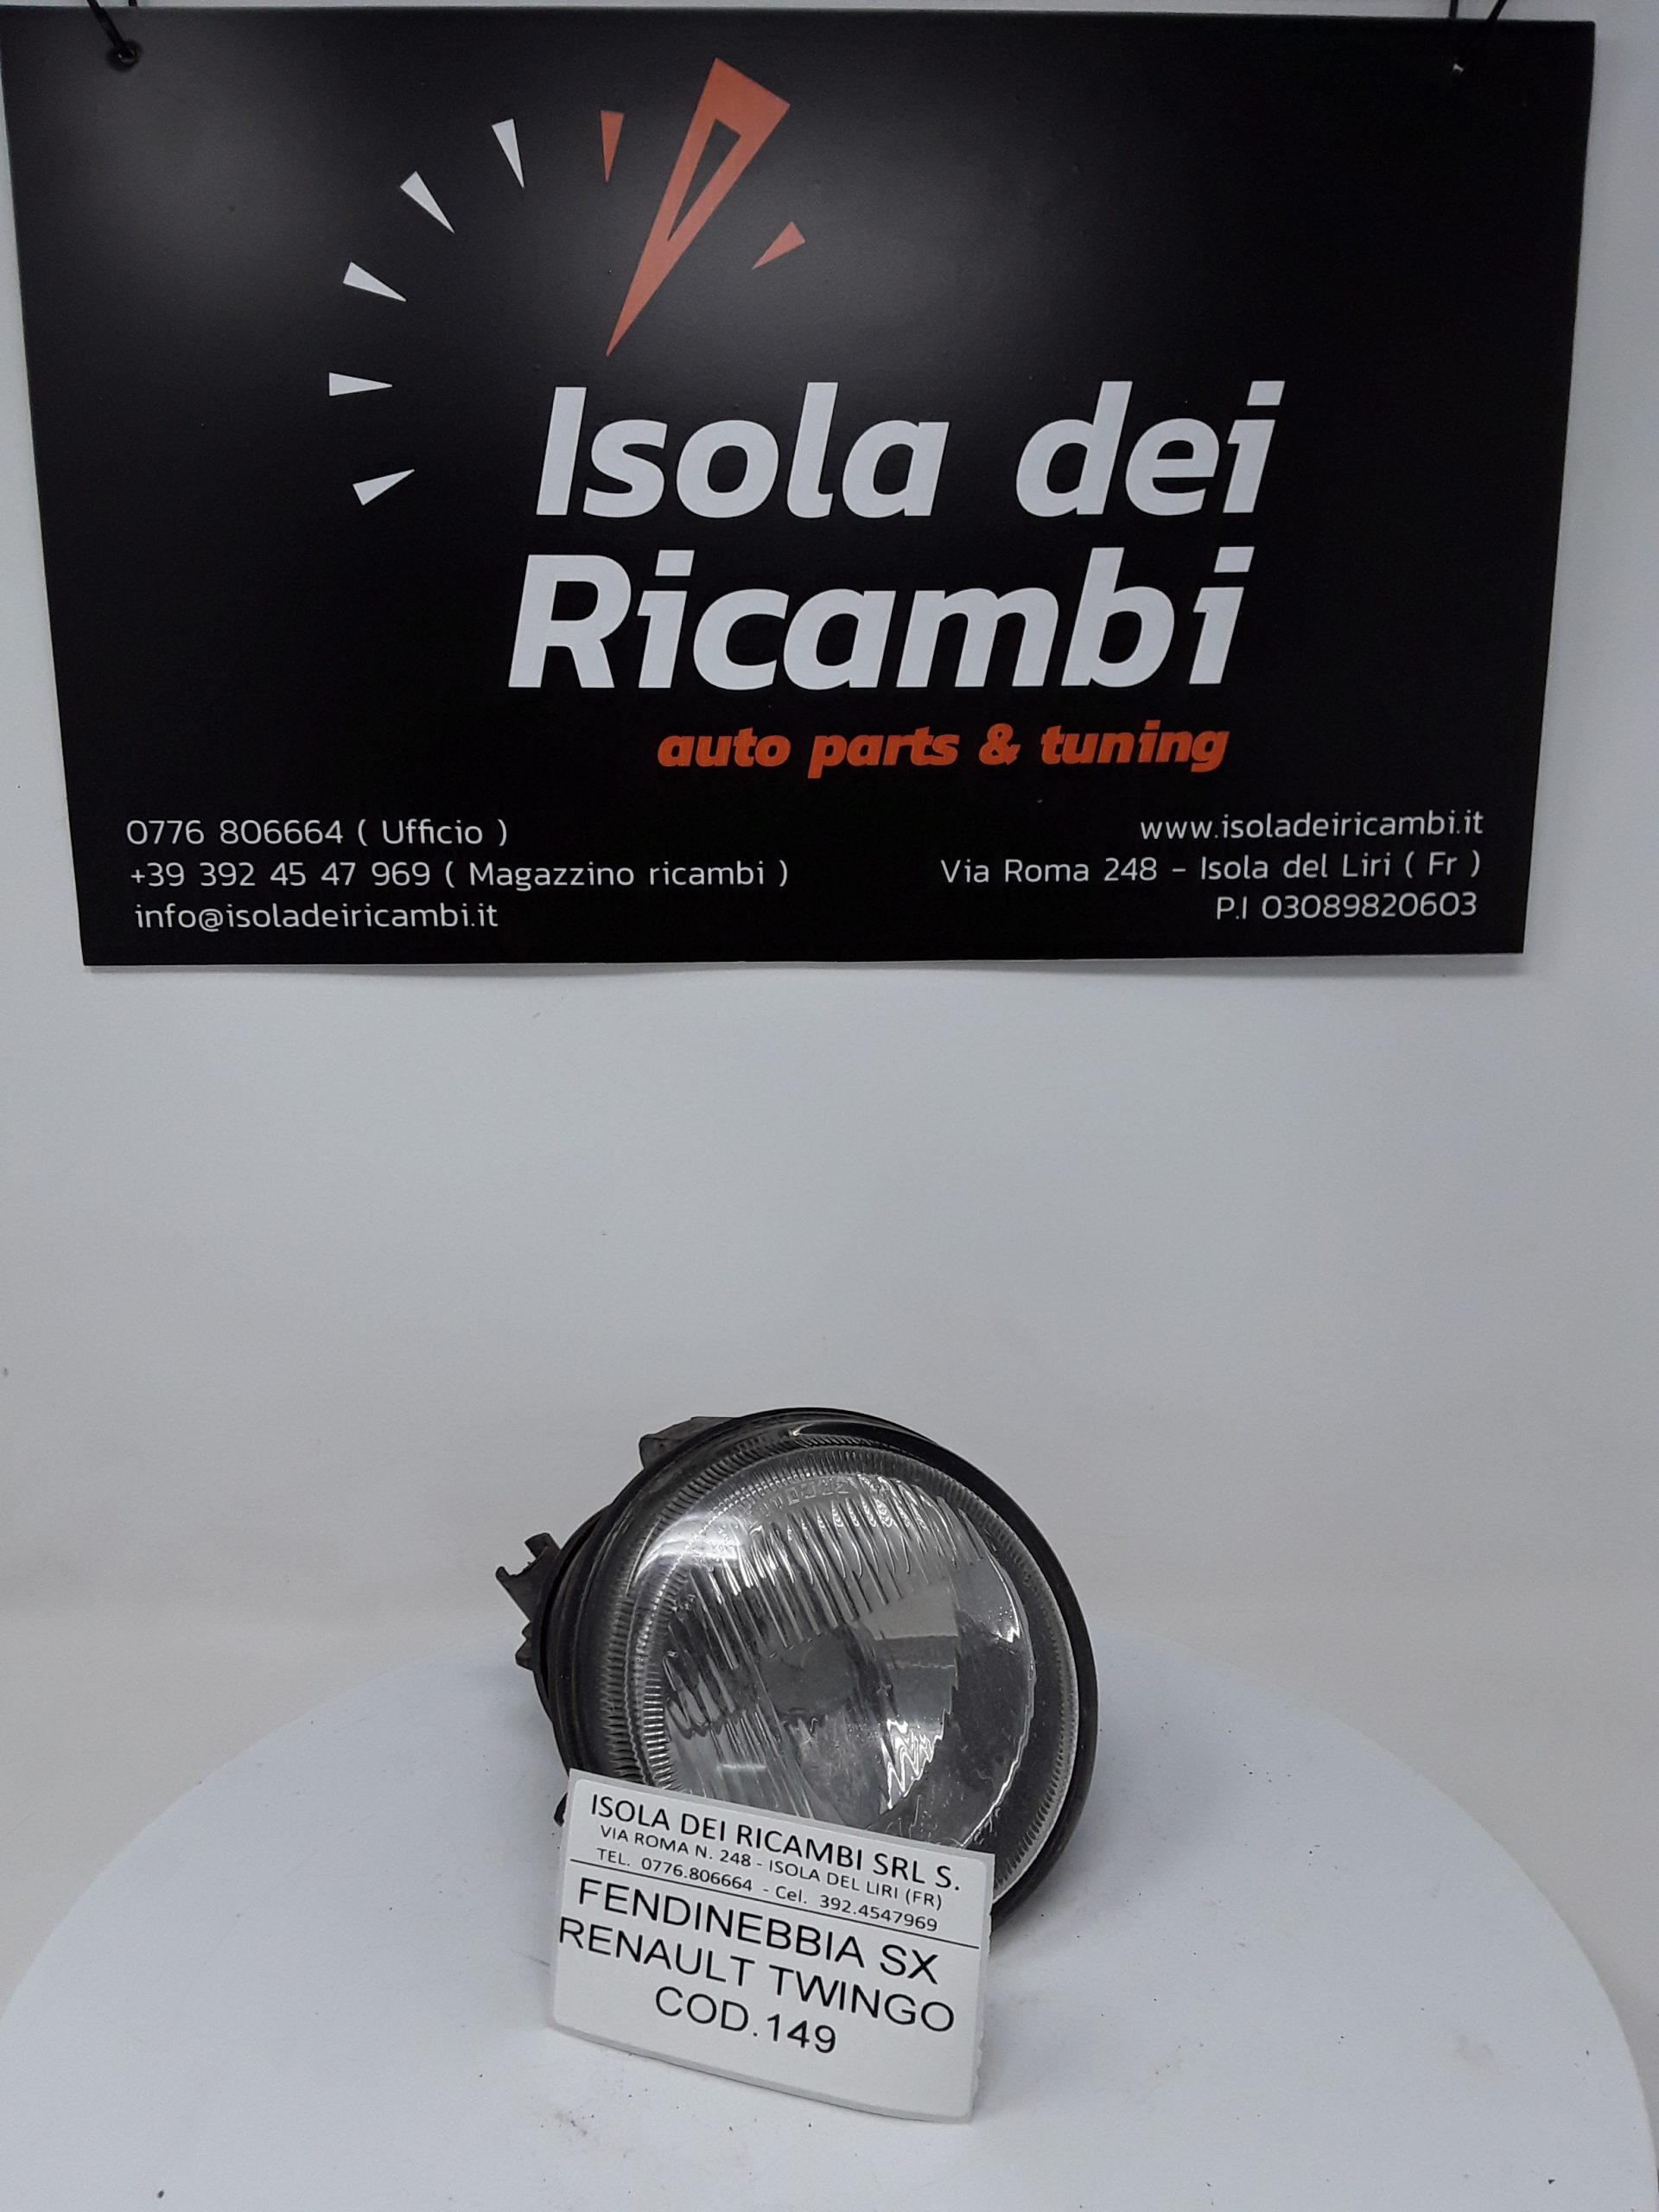 Isola dei
Ricambi
auto parts & tuning
0776 806664 ( Ufficio )
+39 392 45 47 969 ( Magazzino ricambi )
info@isoladeiricambi.it
www.isoladeiricambi.it
Via Roma 248 - Isola del Liri ( Fr )
P.I 03089820603
ISOLA DEI RICAMBI SRL S.
VIA ROMA N. 248 - ISOLA DEL LIRI (FR)
TEL. 0776.806664 - Cel. 392.4547969
FENDINEBBIA SX
RENAULT TWINGO
COD.149